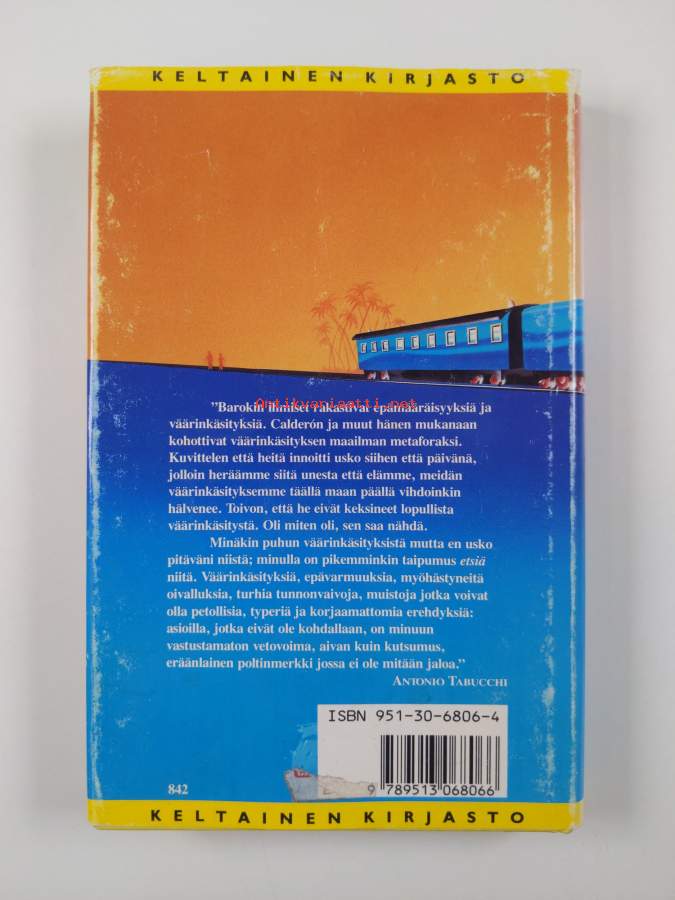 KELTAINEN KIRJASTO
Antikvariaatti.net
"Barokin ihmiset rakastivat epämääräisyyksiä ja
väärinkäsityksiä. Calderón ja muut hänen mukanaan
kohottivat väärinkäsityksen maailman metaforaksi.
Kuvittelen että heitä innoitti usko siihen että päivänä,
jolloin heräämme siitä unesta että elämme, meidän
väärinkäsityksemme täällä maan päällä vihdoinkin
hälvenee. Toivon, että he eivät keksineet lopullista
väärinkäsitystä. Oli miten oli, sen saa nähdä.
Minäkin puhun väärinkäsityksistä mutta en usko
pitäväni niistä; minulla on pikemminkin taipumus etsiä
niitä. Väärinkäsityksiä, epävarmuuksia, myöhästyneitä
oivalluksia, turhia tunnonvaivoja, muistoja jotka voivat
olla petollisia, typeriä ja korjaamattomia erehdyksiä:
asioilla, jotka eivät ole kohdallaan, on minuun
vastustamaton vetovoima, aivan kuin kutsumus,
eräänlainen poltinmerkki jossa ei ole mitään jaloa."
ANTONIO TABUCCHI
ISBN 951-30-6806-4
842
9 789513 068066
KELTAINEN KIRJASTO